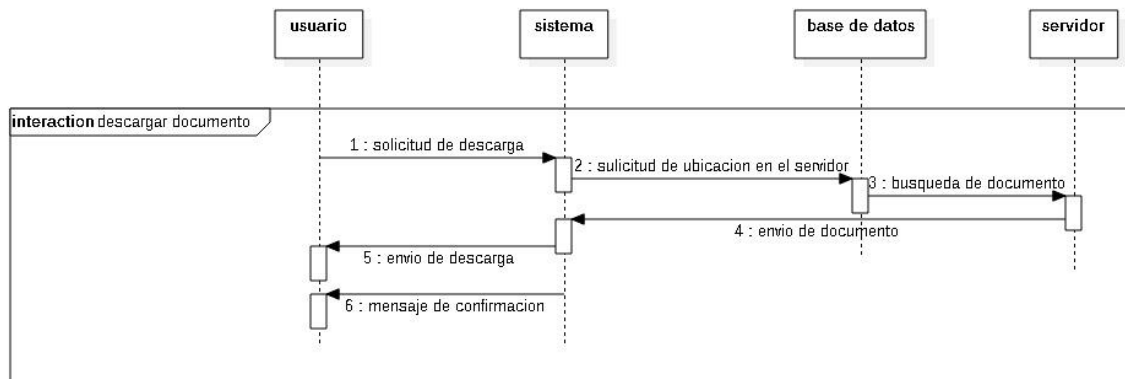 usuario
sistema
base de datos
servidor
interaction descargar documento
1 : solicitud de descarga
2 : sulicitud de ubicacion en el servidor
3 : busqueda de documento
4 : envio de documento
5 : envio de descarga
6 : mensaje de confirmacion